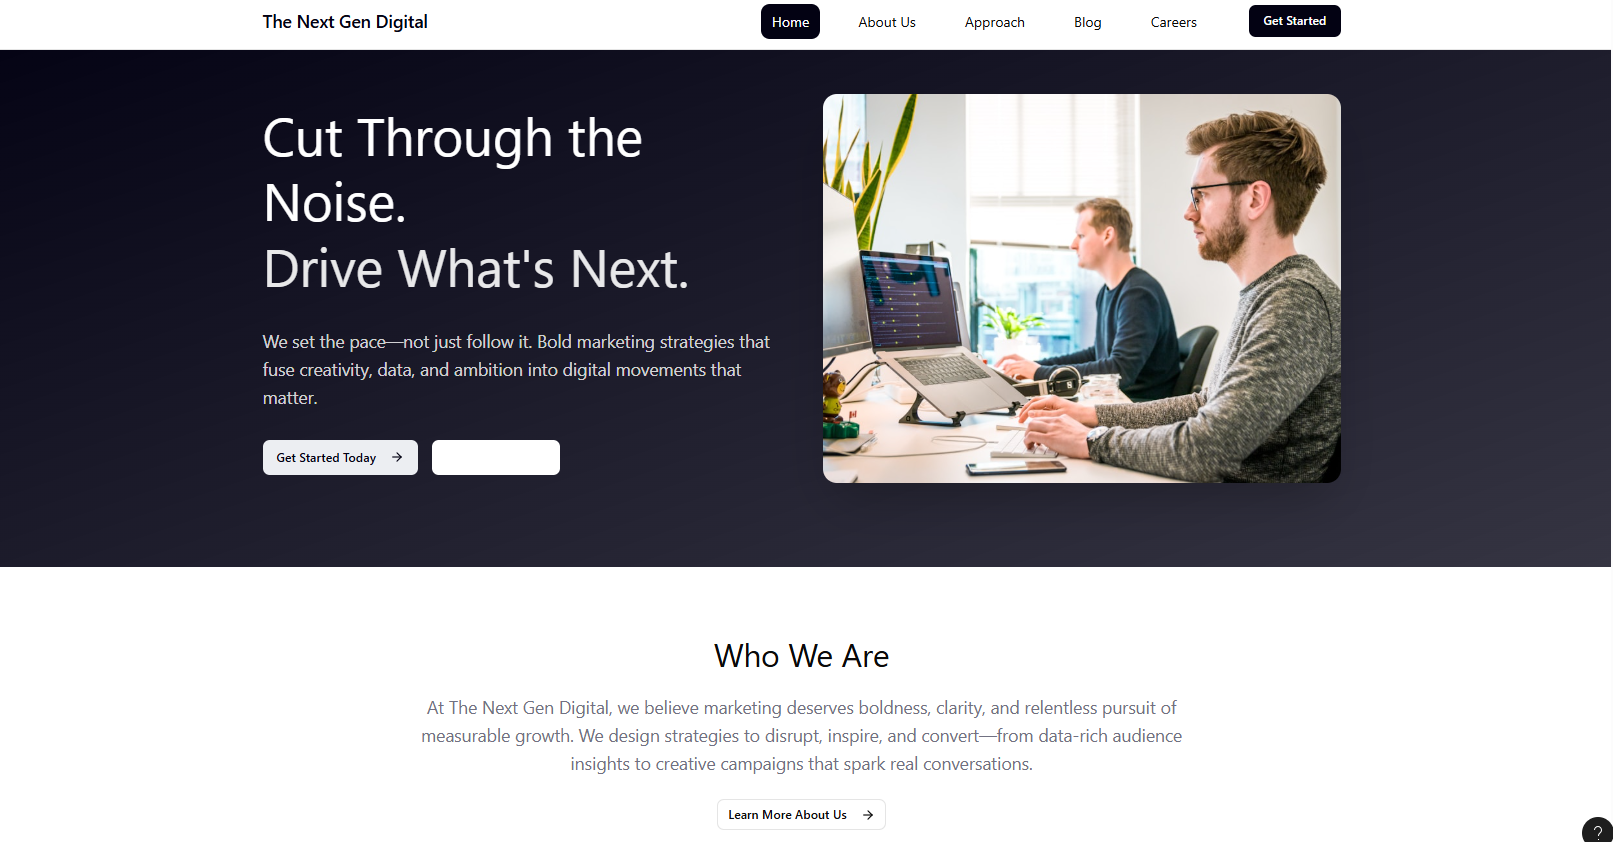 The Next Gen Digital
Home
About Us
Approach
Blog
Careers
Get Started
Cut Through the
Noise.
Drive What's Next.
We set the pace—not just follow it. Bold marketing strategies that
fuse creativity, data, and ambition into digital movements that
matter.
Get Started Today →
Who We Are
At The Next Gen Digital, we believe marketing deserves boldness, clarity, and relentless pursuit of
measurable growth. We design strategies to disrupt, inspire, and convert—from data-rich audience
insights to creative campaigns that spark real conversations.
Learn More About Us →
?